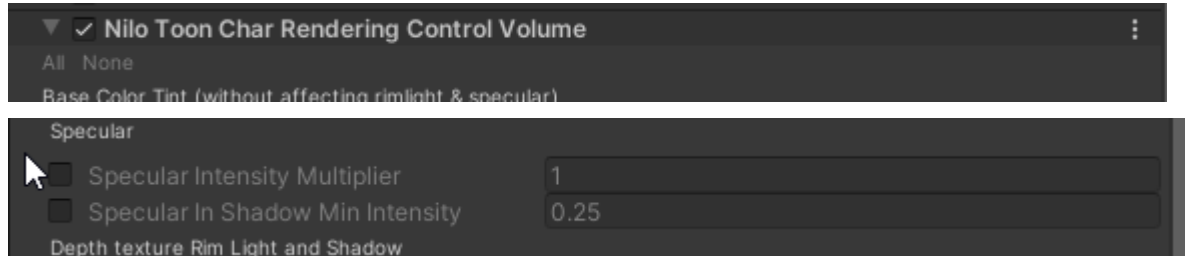 Nilo Toon Char Rendering Control Volume
All None
Base Color Tint (without affecting rimlight & specular)
Specular
Specular Intensity Multiplier 1
Specular In Shadow Min Intensity 0.25
Depth texture Rim Light and Shadow